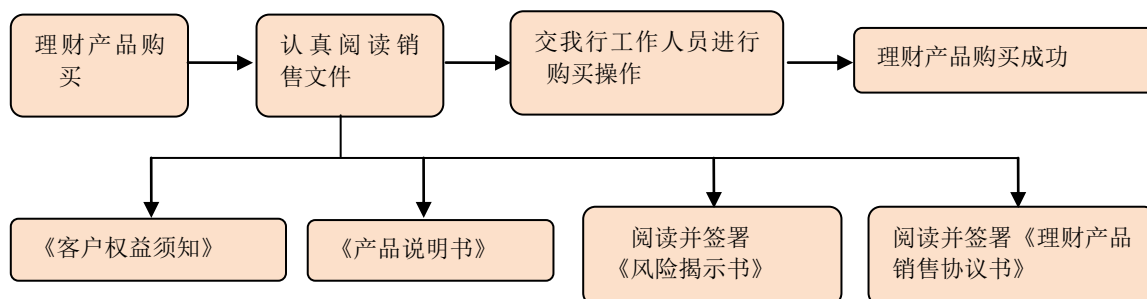 理财产品购
买
认真阅读销
售文件
交我行工作人员进行
购买操作
理财产品购买成功
《客户权益须知》
《产品说明书》
阅读并签署
《风险揭示书》
阅读并签署《理财产品
销售协议书》